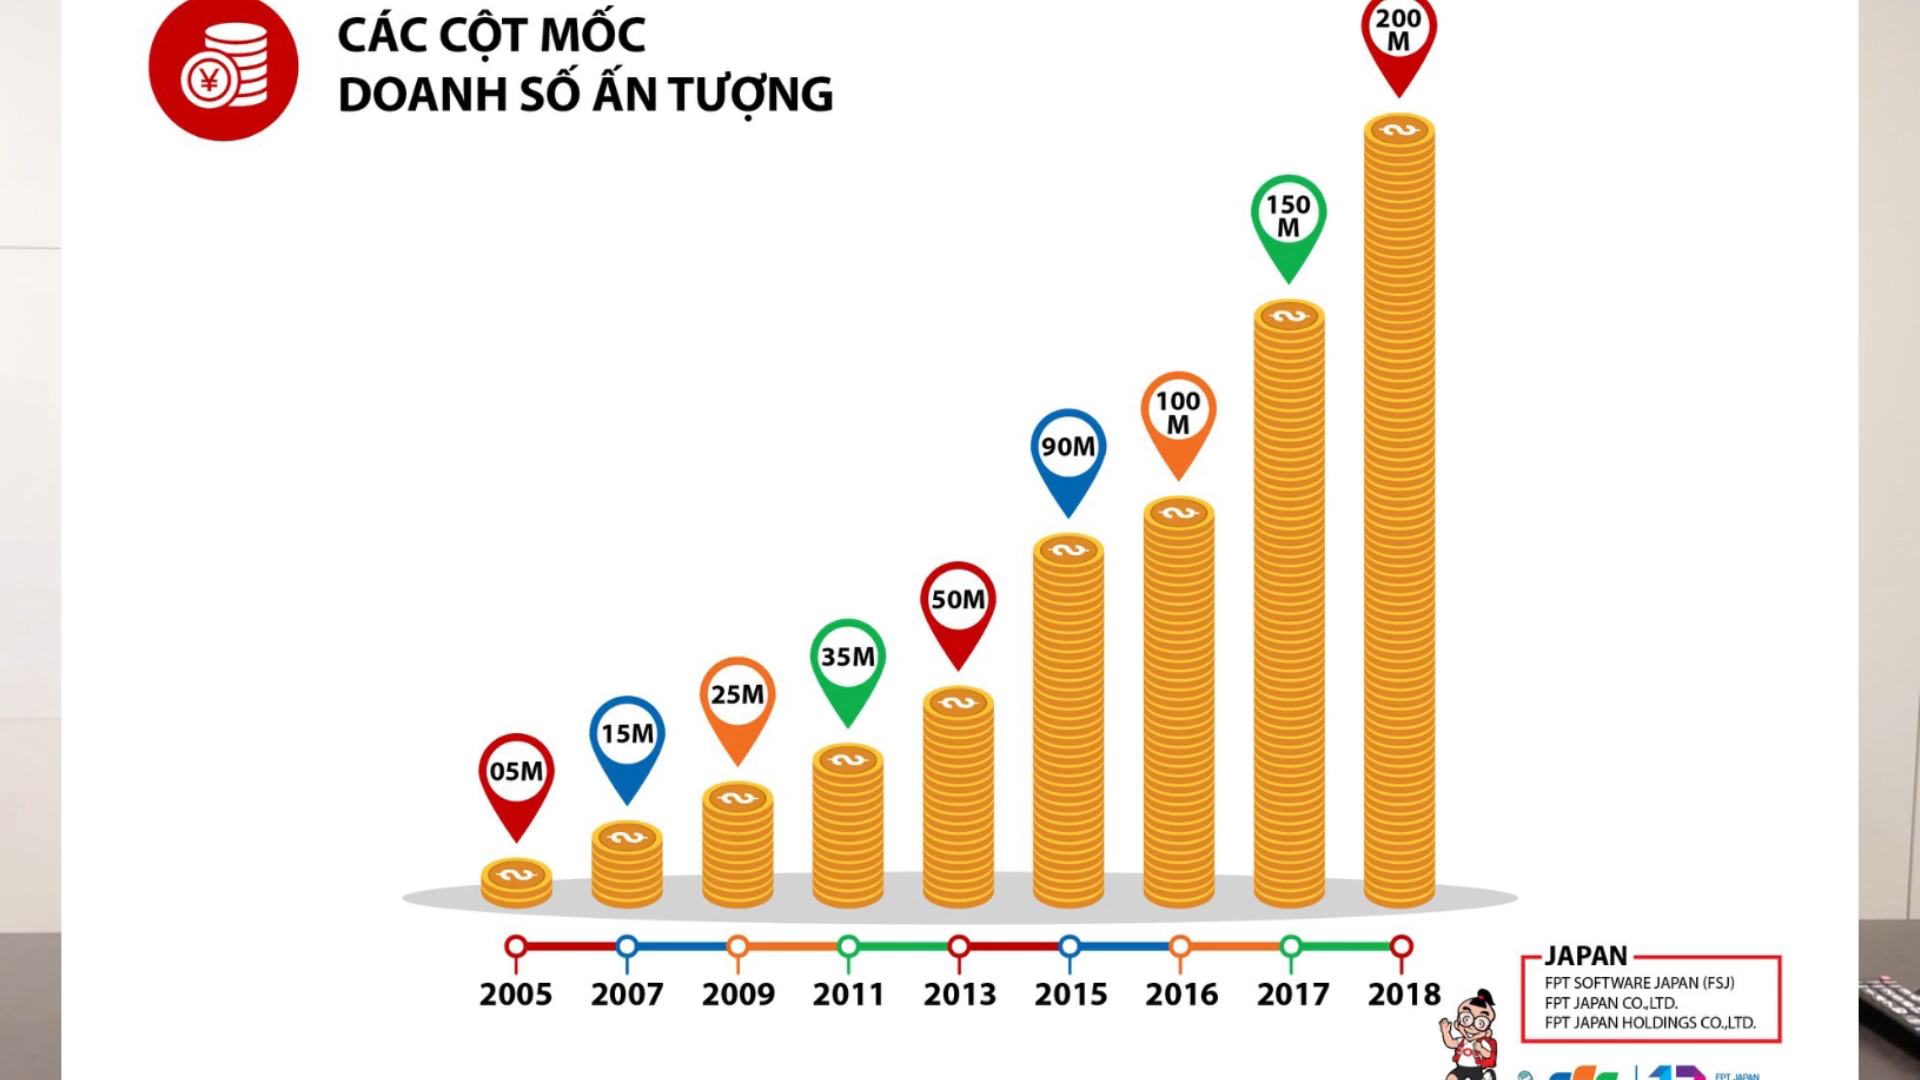 CÁC CỘT MỐC
DOANH SỐ ẤN TƯỢNG
¥
200
M
150
M
100
M
90M
50M
35M
25M
15M
05M
2005 2007 2009 2011 2013 2015 2016 2017 2018
JAPAN
FPT SOFTWARE JAPAN (FSJ)
FPT JAPAN CO.,LTD.
FPT JAPAN HOLDINGS CO.,LTD.
FPT JAPAN